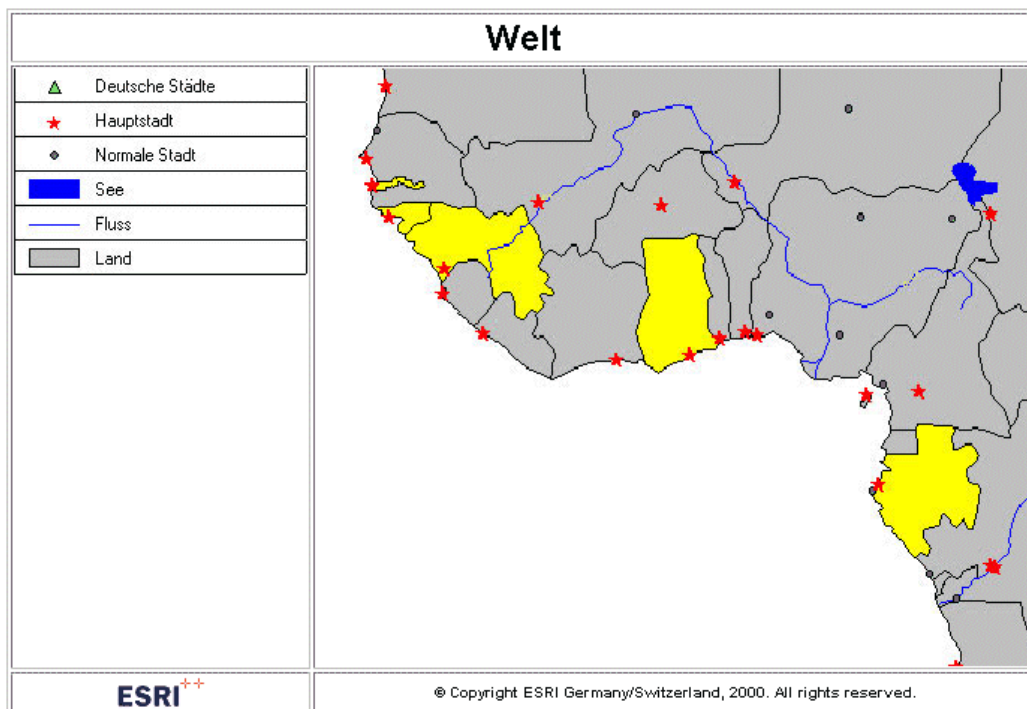 Welt
Deutsche Städte
Hauptstadt
Normale Stadt
See
Fluss
Land
ESRI
© Copyright ESRI Germany/Switzerland, 2000. All rights reserved.